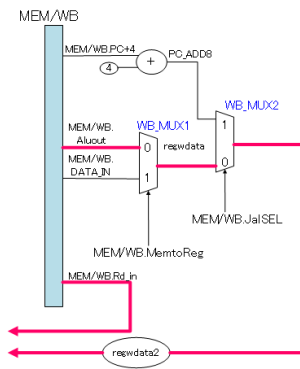 MEM/WB
MEM/WB.PC+4
PC_ADD8
4
+
WB_MUX2
MEM/WB.
Aluout
WB_MUX1
regwdata
1
0
0
MEM/WB.
DATA_IN
1
MEM/WB.JalSEL
MEM/WB.MemtoReg
MEM/WB.Rd_in
regwdata2